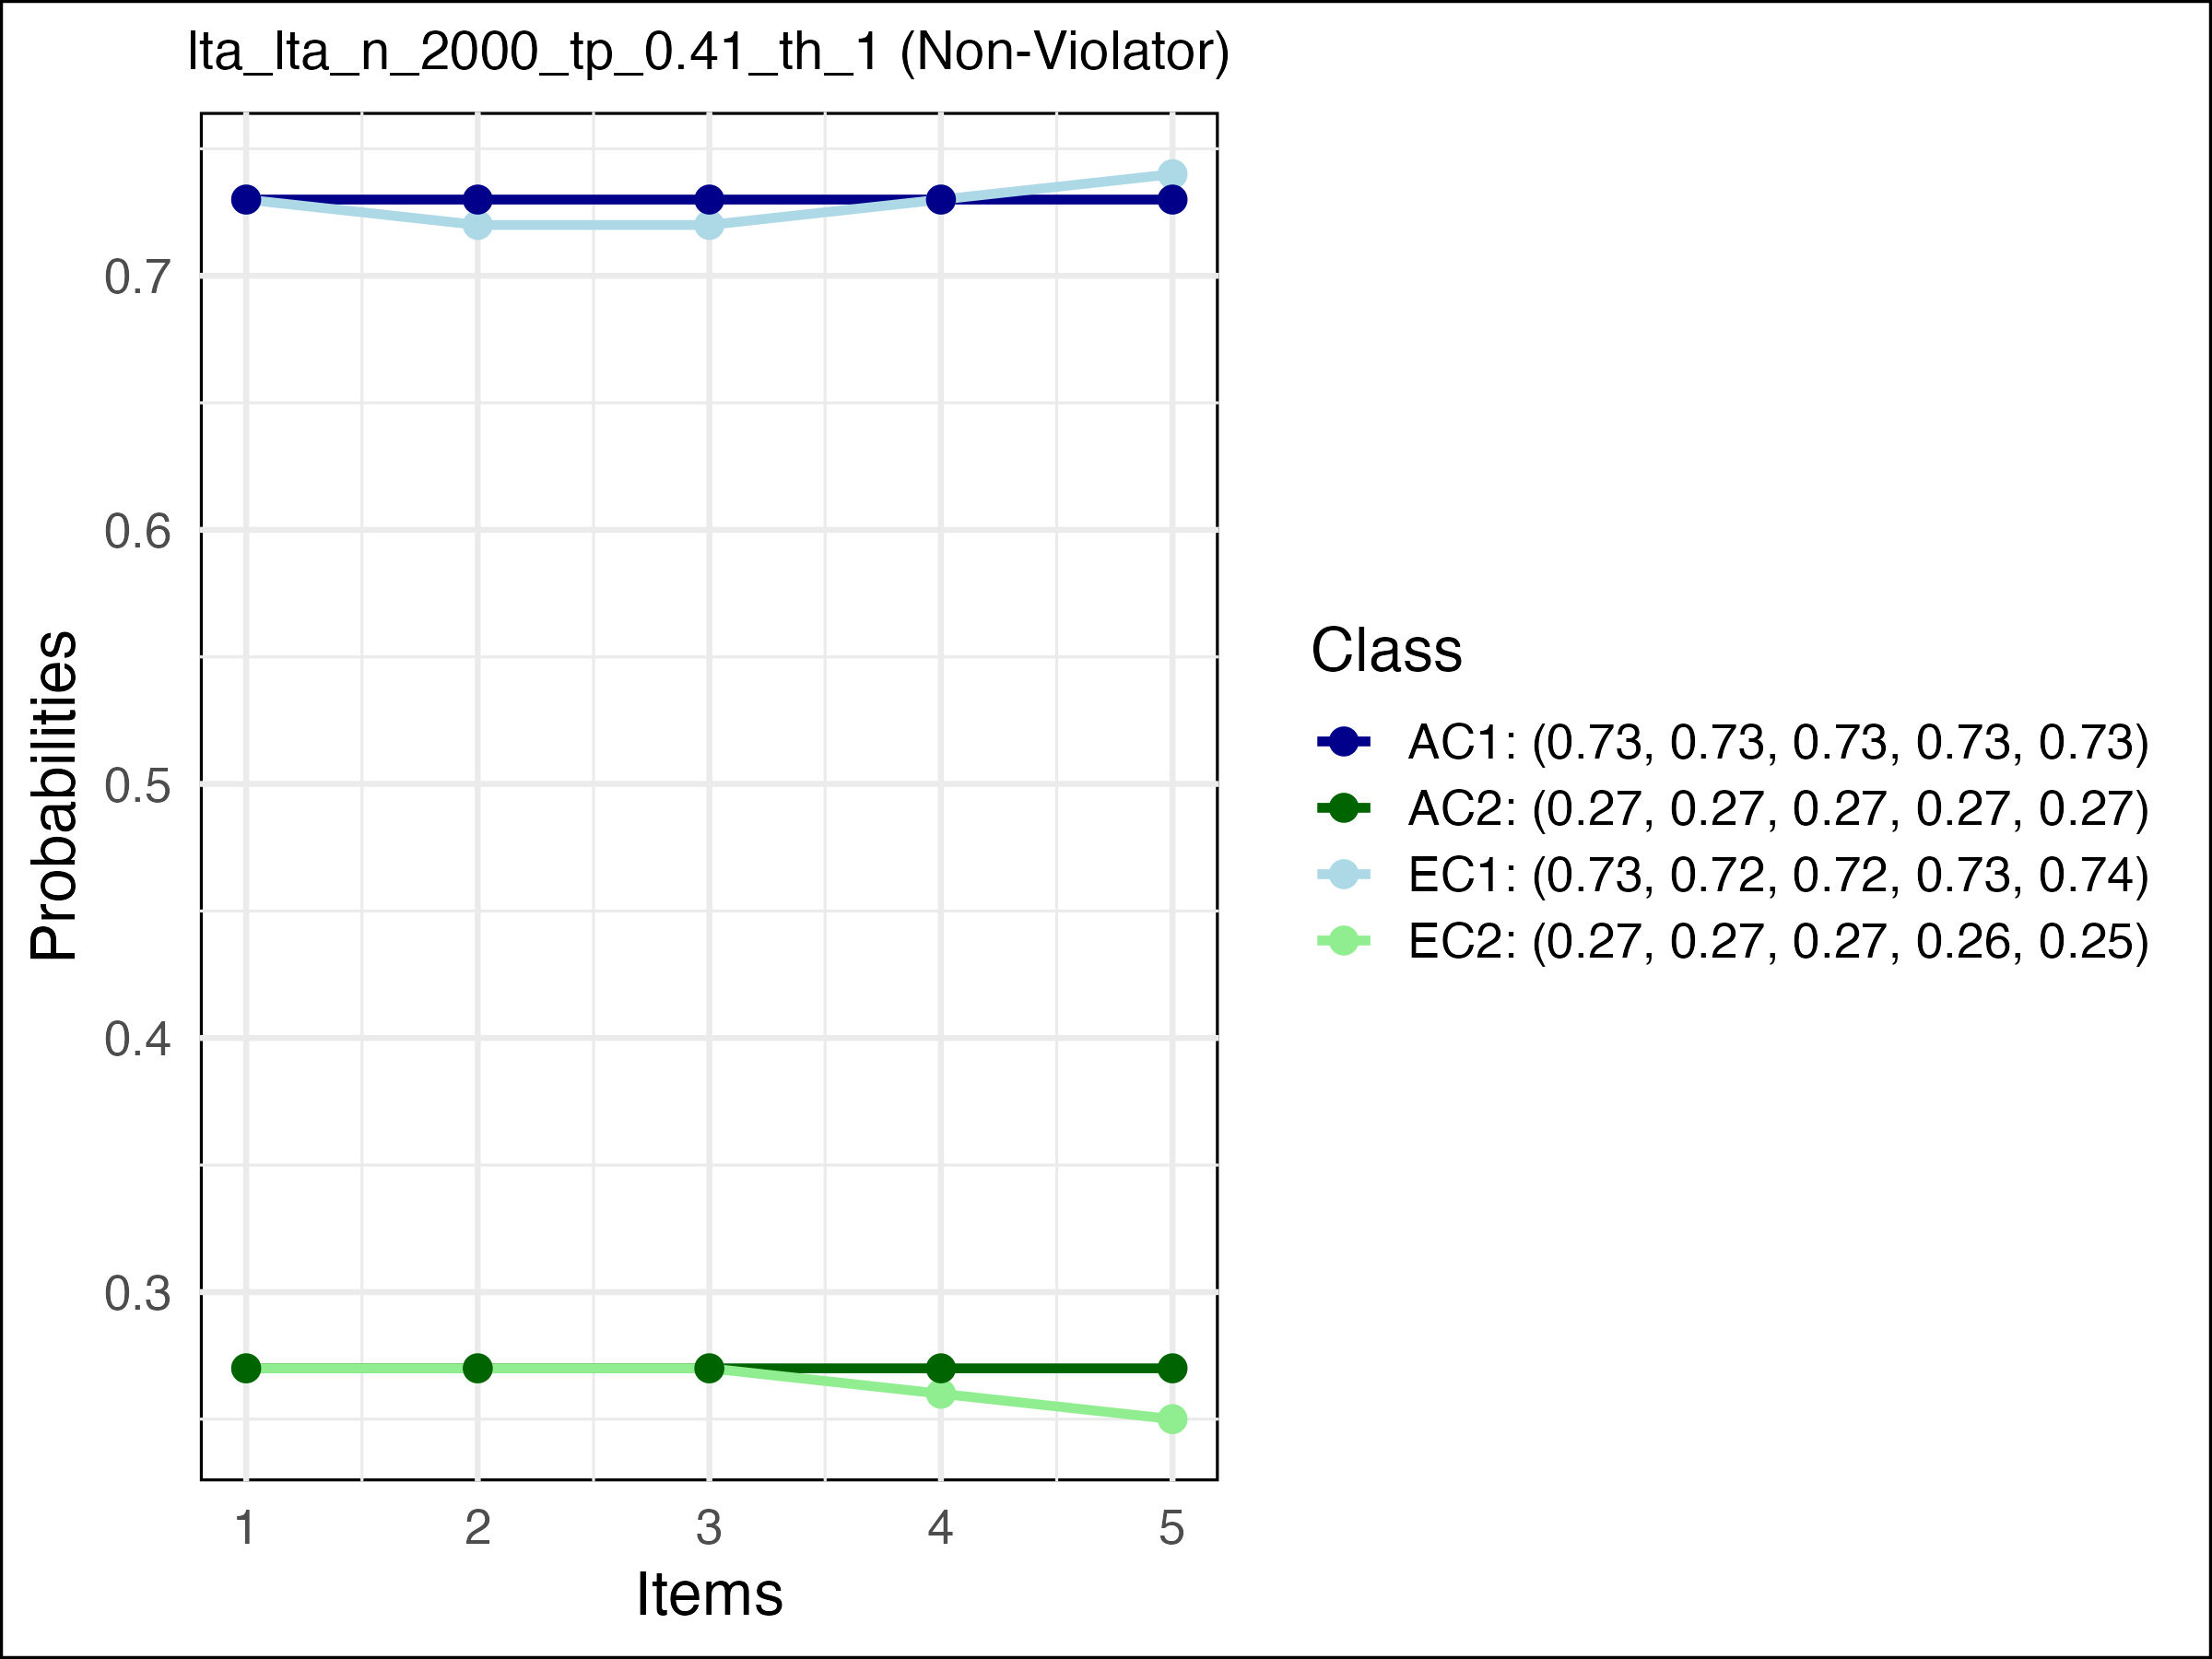 lta_lta_n_2000_tp_0.41_th_1 (Non-Violator)
Probabilities
0.7
0.6
0.5
0.4
0.3
1 2 3 4 5
Items
Class
AC1: (0.73, 0.73, 0.73, 0.73, 0.73)
AC2: (0.27, 0.27, 0.27, 0.27, 0.27)
EC1: (0.73, 0.72, 0.72, 0.73, 0.74)
EC2: (0.27, 0.27, 0.27, 0.26, 0.25)